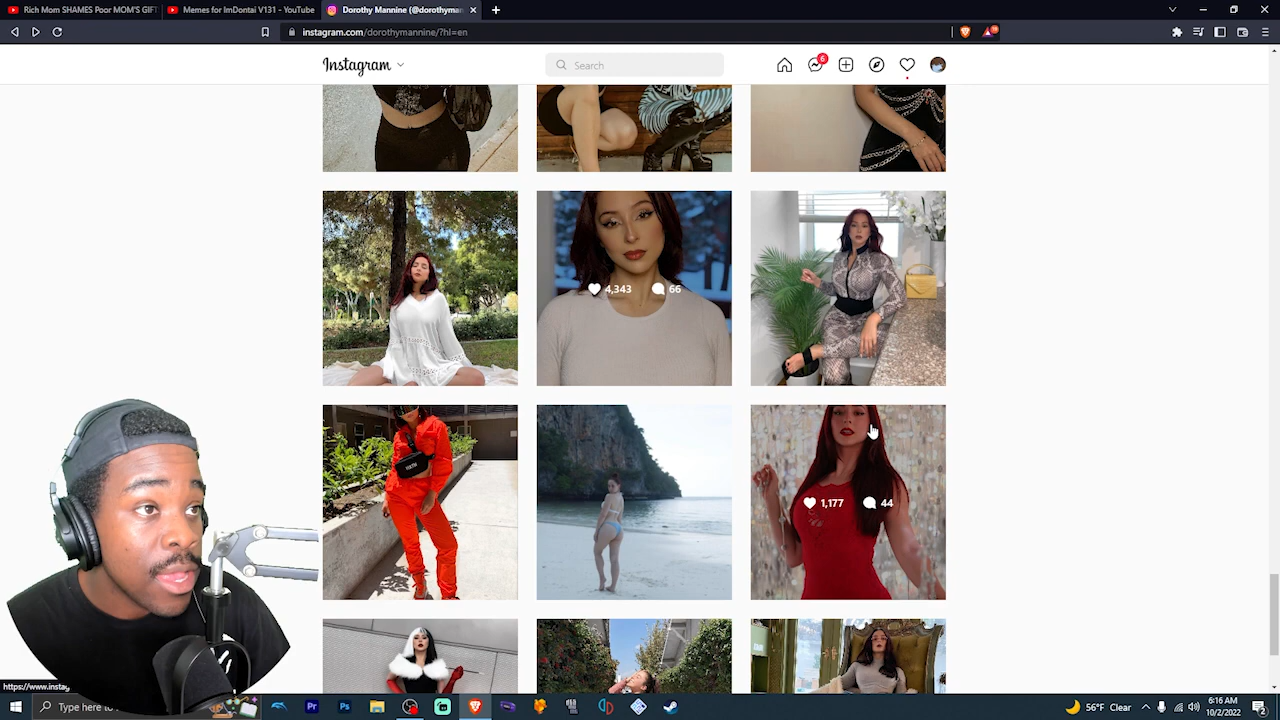 Rich Mom SHAMES Poor MOM'S GIF
Memes for ImDontai V131 - YouTube
Dorothy Mannine (@dorothyman
instagram.com/dorothymannine/?hl=en
Instagram
Search
6
4,343 66
1,177 44
https://www.instag
Type here to
56°F Clear
6:16 AM
10/2/2022